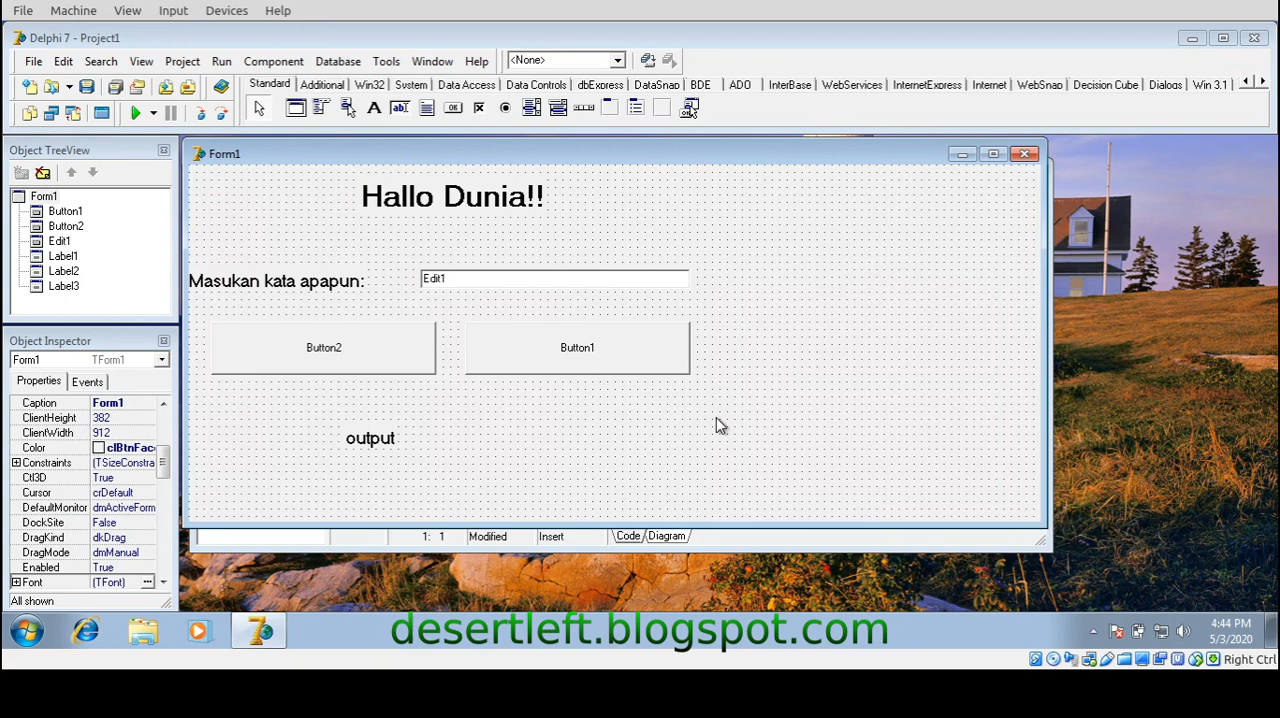 File Machine View Input Devices Help
Delphi 7 - Project1
File Edit Search View Project Run Component Database Tools Window Help <None>
Standard Additional Win32 System Data Access Data Controls dbExpress DataSnap BDE ADO InterBase WebServices InternetExpress Internet WebSnap Decision Cube Dialogs Win 3.1
Object TreeView
Form1
Button1
Button2
Edit1
Label1
Label2
Label3
Object Inspector
Form1 TForm1
Properties Events
Caption Form1
ClientHeight 382
ClientWidth 912
Color clBtnFac
Constraints (TSizeConstra
Ctl3D True
Cursor crDefault
DefaultMonitor dmActiveForm
DockSite False
DragKind dkDrag
DragMode dmManual
Enabled True
Font (TFont)
All shown
Form1
Hallo Dunia!!
Masukan kata apapun: Edit1
Button2 Button1
output
1: 1 Modified Insert Code Diagram
desertleft.blogspot.com
4:44 PM
5/3/2020
Right Ctrl